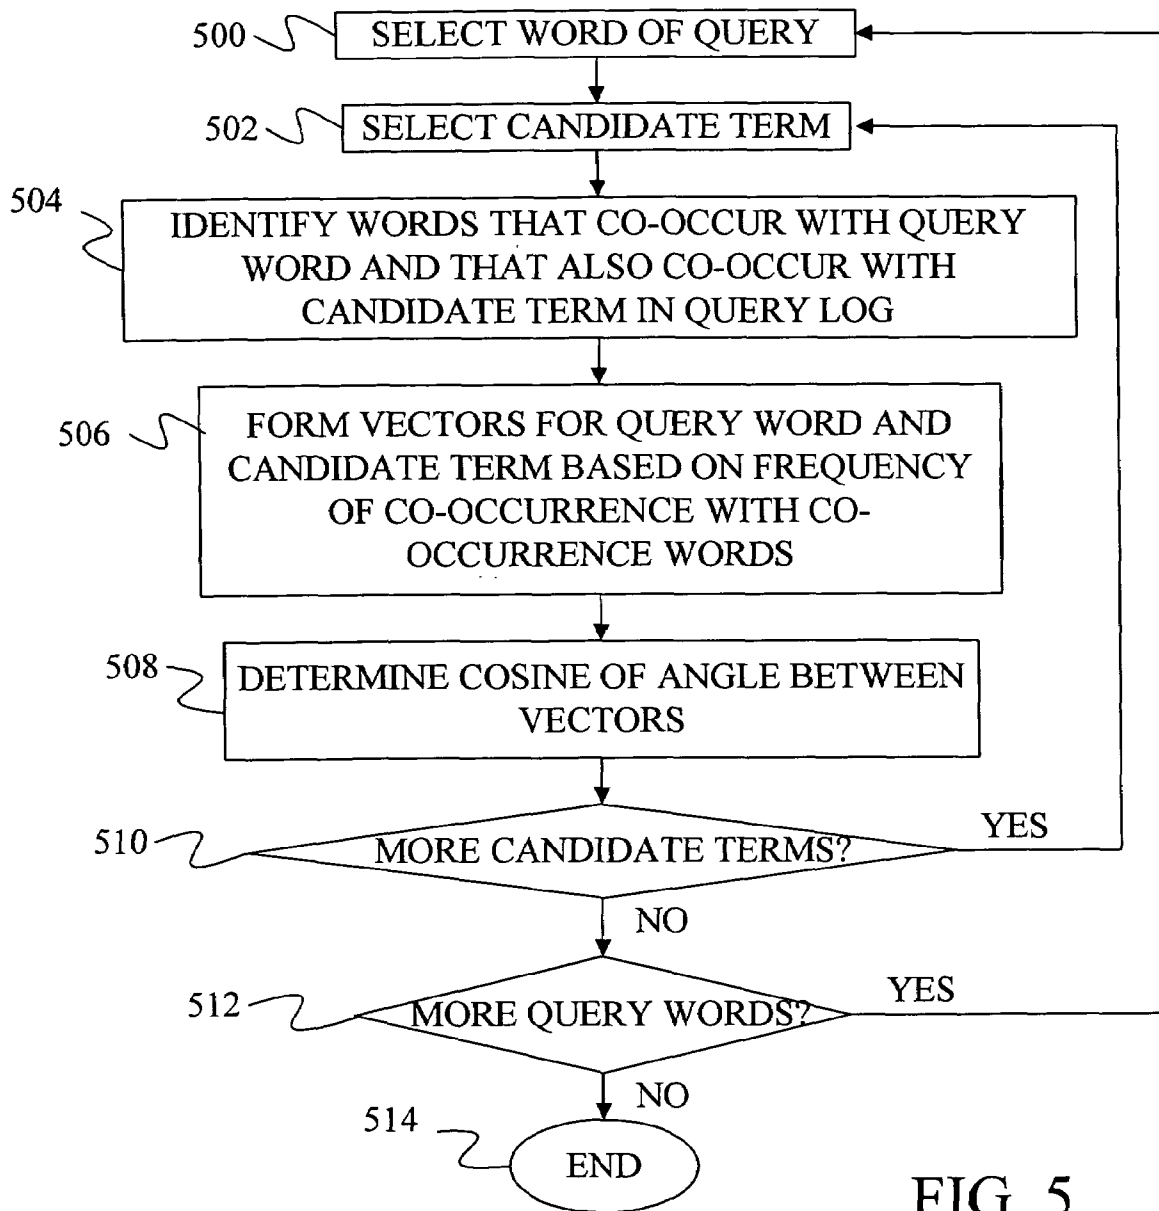 500
SELECT WORD OF QUERY
502
SELECT CANDIDATE TERM
504
IDENTIFY WORDS THAT CO-OCCUR WITH QUERY
WORD AND THAT ALSO CO-OCCUR WITH
CANDIDATE TERM IN QUERY LOG
506
FORM VECTORS FOR QUERY WORD AND
CANDIDATE TERM BASED ON FREQUENCY
OF CO-OCCURRENCE WITH CO-
OCCURRENCE WORDS
508
DETERMINE COSINE OF ANGLE BETWEEN
VECTORS
510
MORE CANDIDATE TERMS?
YES
NO
512
MORE QUERY WORDS?
YES
NO
514
END
FIG. 5